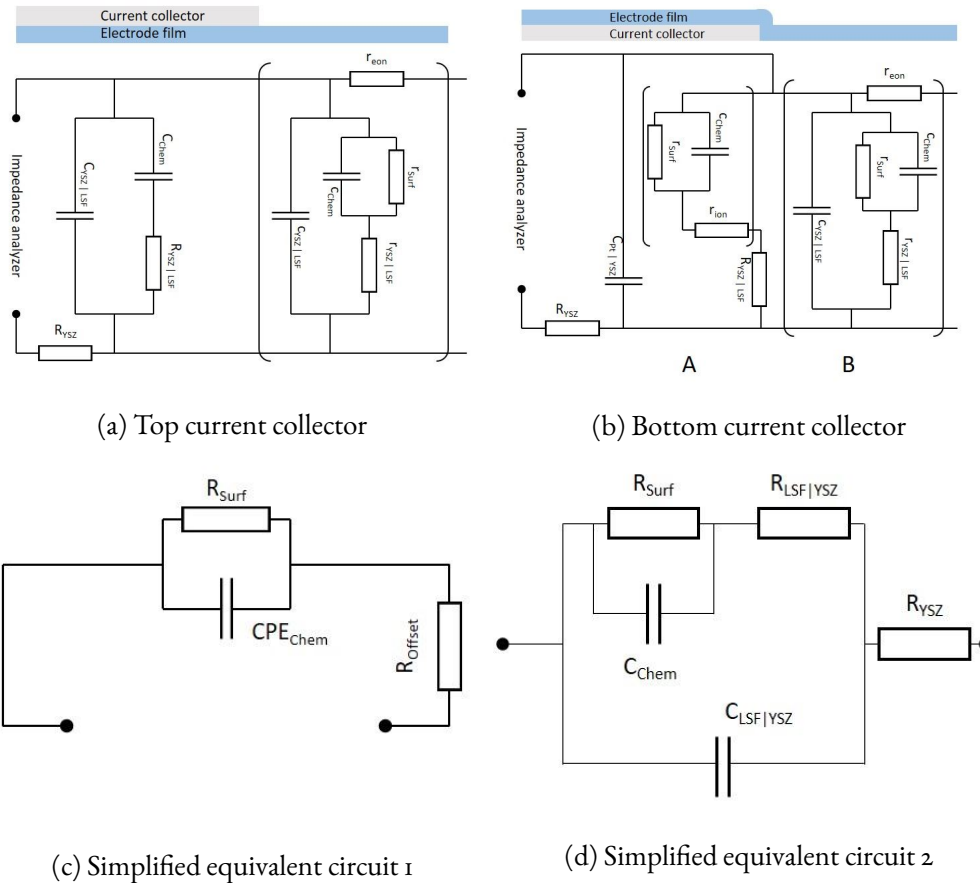 Current collector
Electrode film
r_eon
C_Chem
C_YSZ | LSF
R_YSZ | LSF
c_YSZ | LSF
c_Chem
r_Surf
r_YSZ | LSF
Impedance analyzer
R_YSZ
(a) Top current collector
Electrode film
Current collector
r_eon
r_Surf
c_Chem
r_ion
C_Pt | YSZ
R_YSZ | LSF
c_YSZ | LSF
r_Surf
c_Chem
r_YSZ | LSF
Impedance analyzer
R_YSZ
A
B
(b) Bottom current collector
R_Surf
CPE_Chem
R_Offset
(c) Simplified equivalent circuit 1
R_Surf
R_LSF|YSZ
R_YSZ
C_Chem
C_LSF|YSZ
(d) Simplified equivalent circuit 2